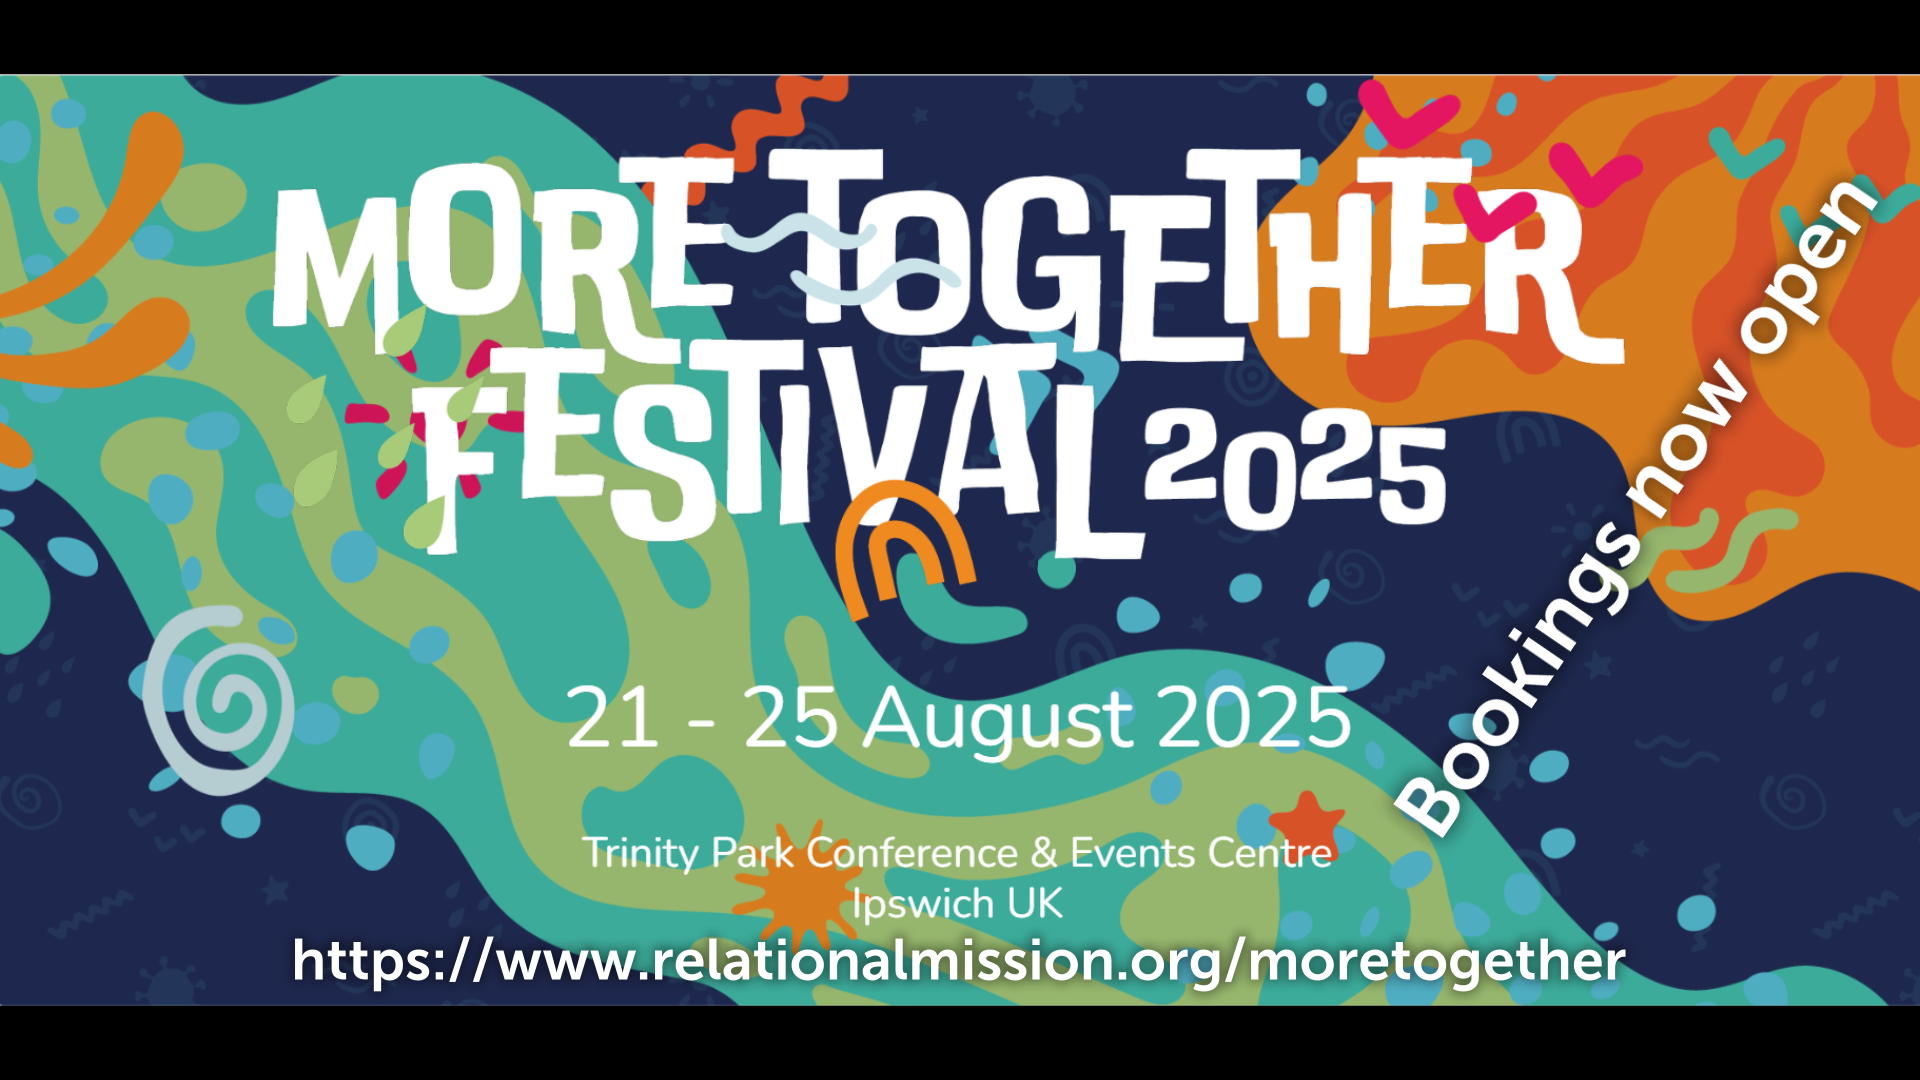 MORE TOGETHER
FESTIVAL 2025
Bookings now open
21 - 25 August 2025
Trinity Park Conference & Events Centre
Ipswich UK
https://www.relationalmission.org/moretogether